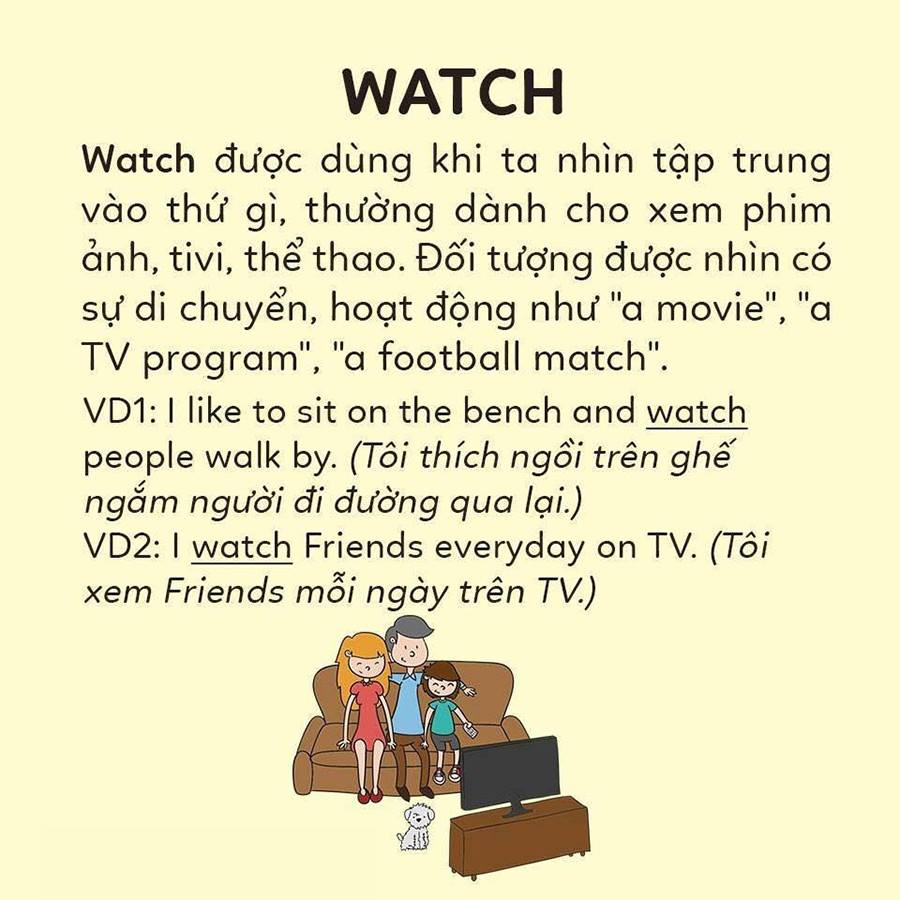 WATCH
Watch được dùng khi ta nhìn tập trung
vào thứ gì, thường dành cho xem phim
ảnh, tivi, thể thao. Đối tượng được nhìn có
sự di chuyển, hoạt động như "a movie", "a
TV program", "a football match".
VD1: I like to sit on the bench and watch
people walk by. (Tôi thích ngồi trên ghế
ngắm người đi đường qua lại.)
VD2: I watch Friends everyday on TV. (Tôi
xem Friends mỗi ngày trên TV.)